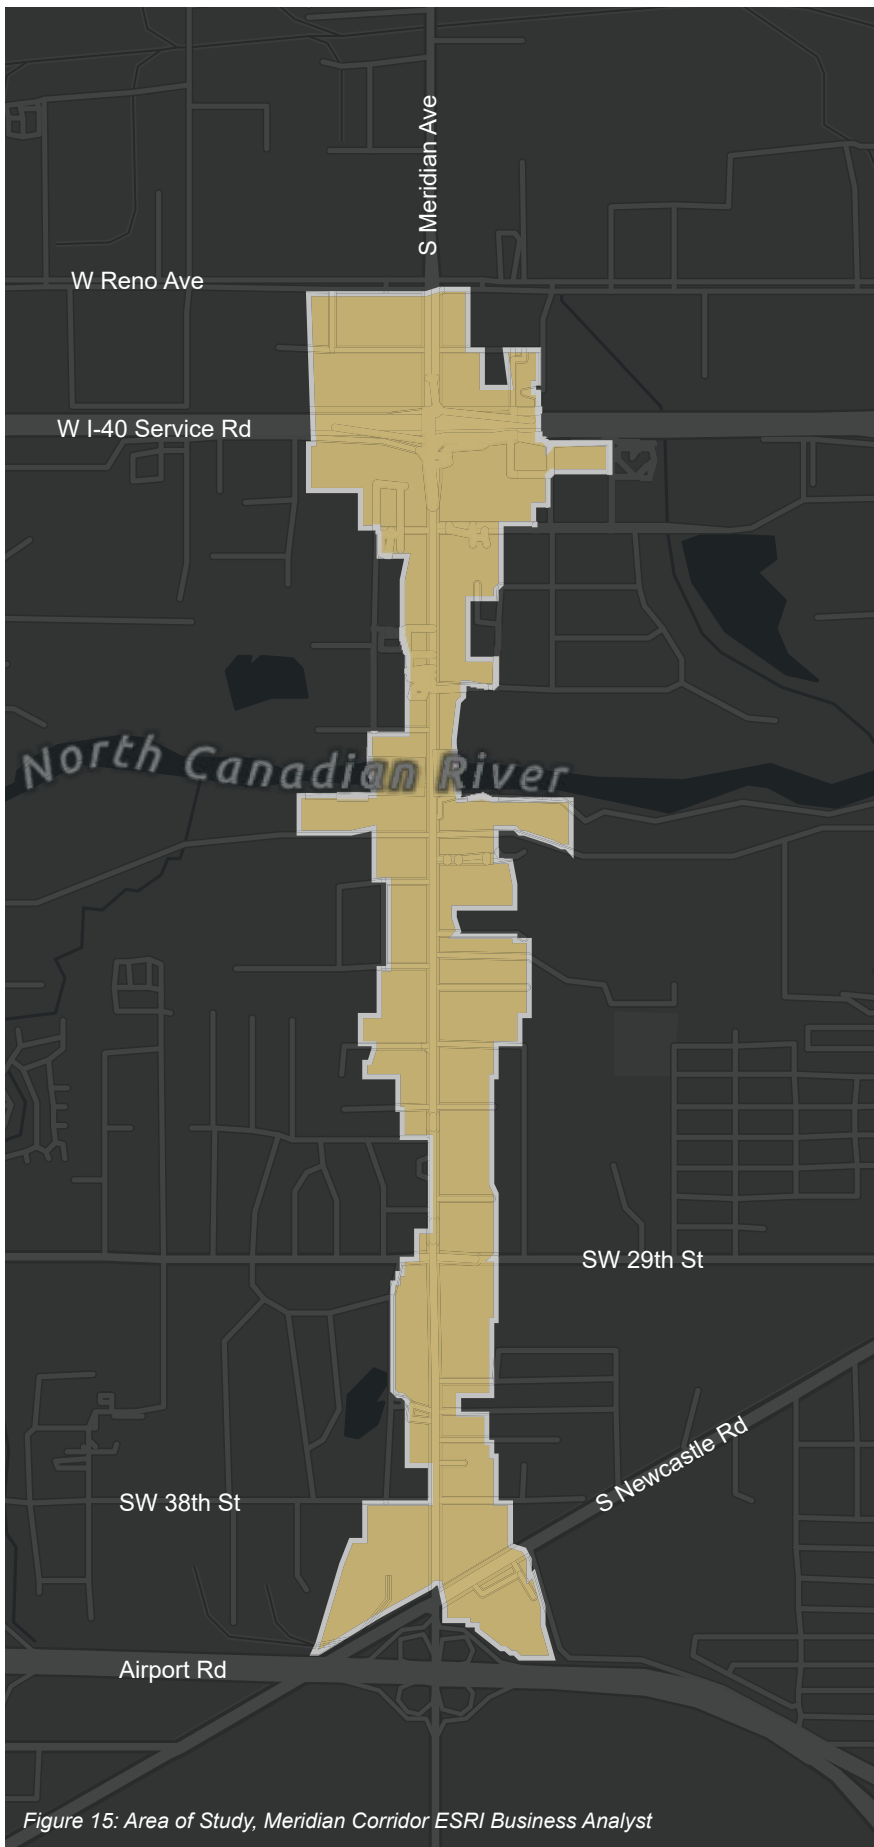 S Meridian Ave
W Reno Ave
W I-40 Service Rd
North Canadian River
SW 29th St
S Newcastle Rd
SW 38th St
Airport Rd
Figure 15: Area of Study, Meridian Corridor ESRI Business Analyst